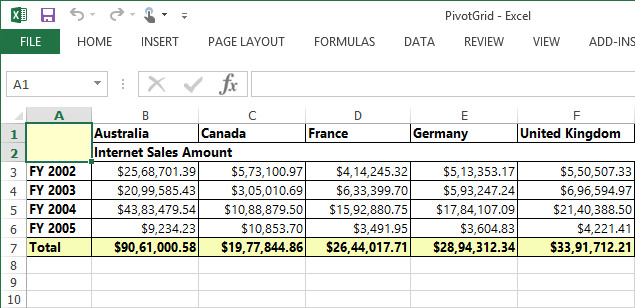 PivotGrid - Excel
FILE HOME INSERT PAGE LAYOUT FORMULAS DATA REVIEW VIEW ADD-INS
A1 fx
A B C D E F
1 Australia Canada France Germany United Kingdom
2 Internet Sales Amount
3 FY 2002 $25,68,701.39 $5,73,100.97 $4,14,245.32 $5,13,353.17 $5,50,507.33
4 FY 2003 $20,99,585.43 $3,05,010.69 $6,33,399.70 $5,93,247.24 $6,96,594.97
5 FY 2004 $43,83,479.54 $10,88,879.50 $15,92,880.75 $17,84,107.09 $21,40,388.50
6 FY 2005 $9,234.23 $10,853.70 $3,491.95 $3,604.83 $4,221.41
7 Total $90,61,000.58 $19,77,844.86 $26,44,017.71 $28,94,312.34 $33,91,712.21
8
9
10